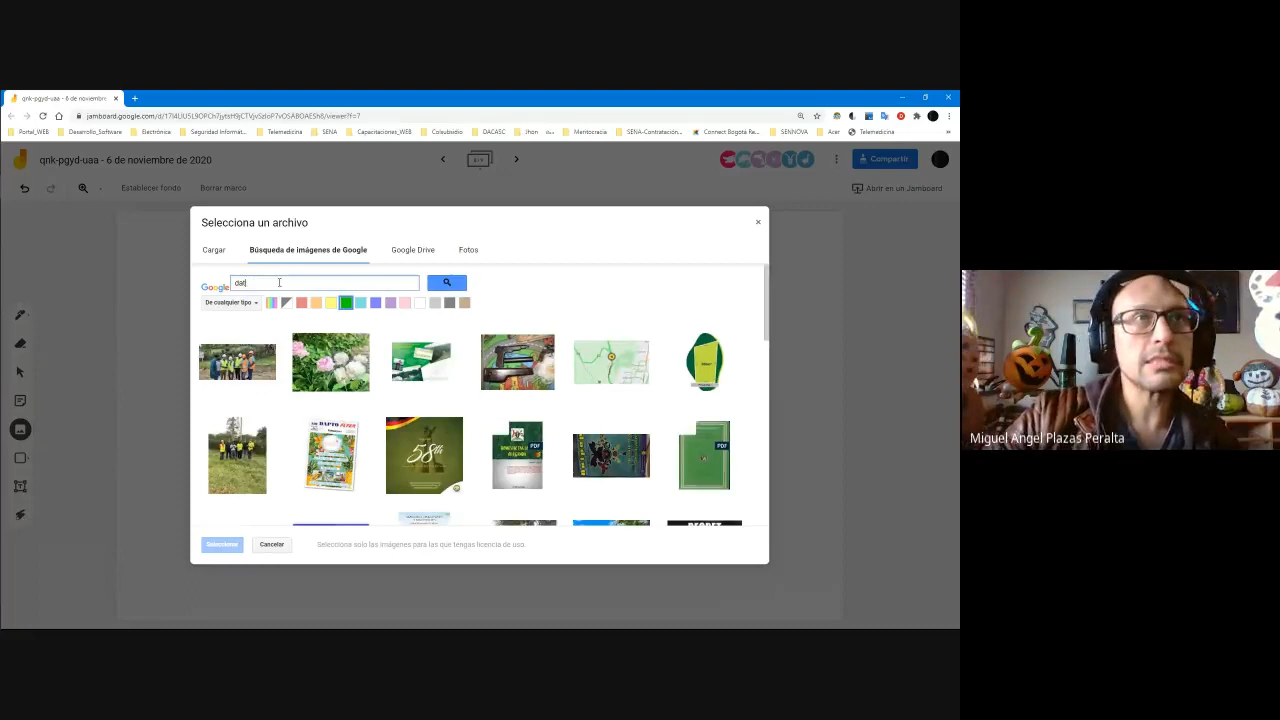 qnk-pgyd-uaa - 6 de noviembre
jamboard.google.com/d/17l4UU5L9OPCh7jytsH9jCTVjvSzloP7vOSABOAE5h8/viewer?f=7
Portal_WEB
Desarrollo_Software
Electrónica
Seguridad Informát...
Telemedicina
SENA
Capacitaciónes_WEB
Colsubsidio
DACASC
Jhon
Meritocracia
SENA-Contratación...
Connect Bogotá Re...
SENNOVA
Acer
Telemedicina
qnk-pgyd-uaa - 6 de noviembre de 2020
Compartir
Establecer fondo
Borrar marco
Abrir en un Jamboard
Selecciona un archivo
Cargar
Búsqueda de imágenes de Google
Google Drive
Fotos
Google
dat
De cualquier tipo
58th
PDF
PDF
Seleccionar
Cancelar
Selecciona solo las imágenes para las que tengas licencia de uso.
Miguel Angel Plazas Peralta